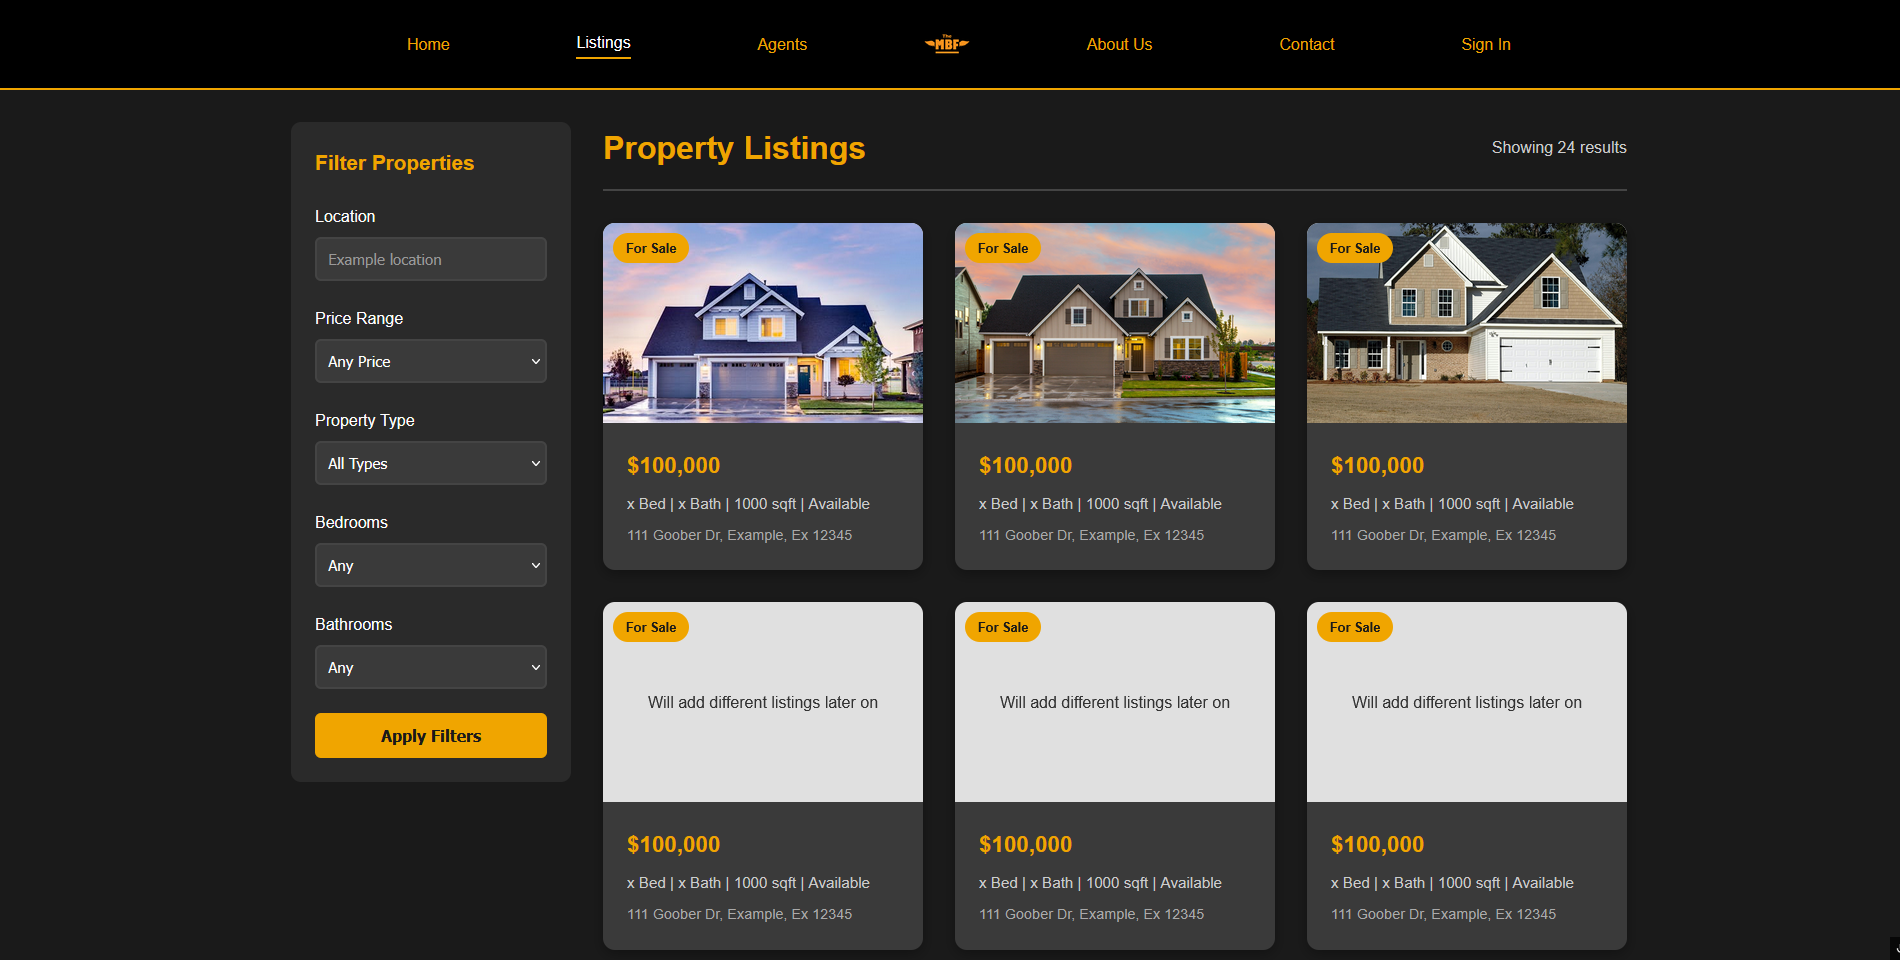 Home
Listings
Agents
The
MBF
About Us
Contact
Sign In
Filter Properties
Location
Example location
Price Range
Any Price
Property Type
All Types
Bedrooms
Any
Bathrooms
Any
Apply Filters
Property Listings
Showing 24 results
For Sale
$100,000
x Bed | x Bath | 1000 sqft | Available
111 Goober Dr, Example, Ex 12345
For Sale
$100,000
x Bed | x Bath | 1000 sqft | Available
111 Goober Dr, Example, Ex 12345
For Sale
$100,000
x Bed | x Bath | 1000 sqft | Available
111 Goober Dr, Example, Ex 12345
For Sale
Will add different listings later on
$100,000
x Bed | x Bath | 1000 sqft | Available
111 Goober Dr, Example, Ex 12345
For Sale
Will add different listings later on
$100,000
x Bed | x Bath | 1000 sqft | Available
111 Goober Dr, Example, Ex 12345
For Sale
Will add different listings later on
$100,000
x Bed | x Bath | 1000 sqft | Available
111 Goober Dr, Example, Ex 12345